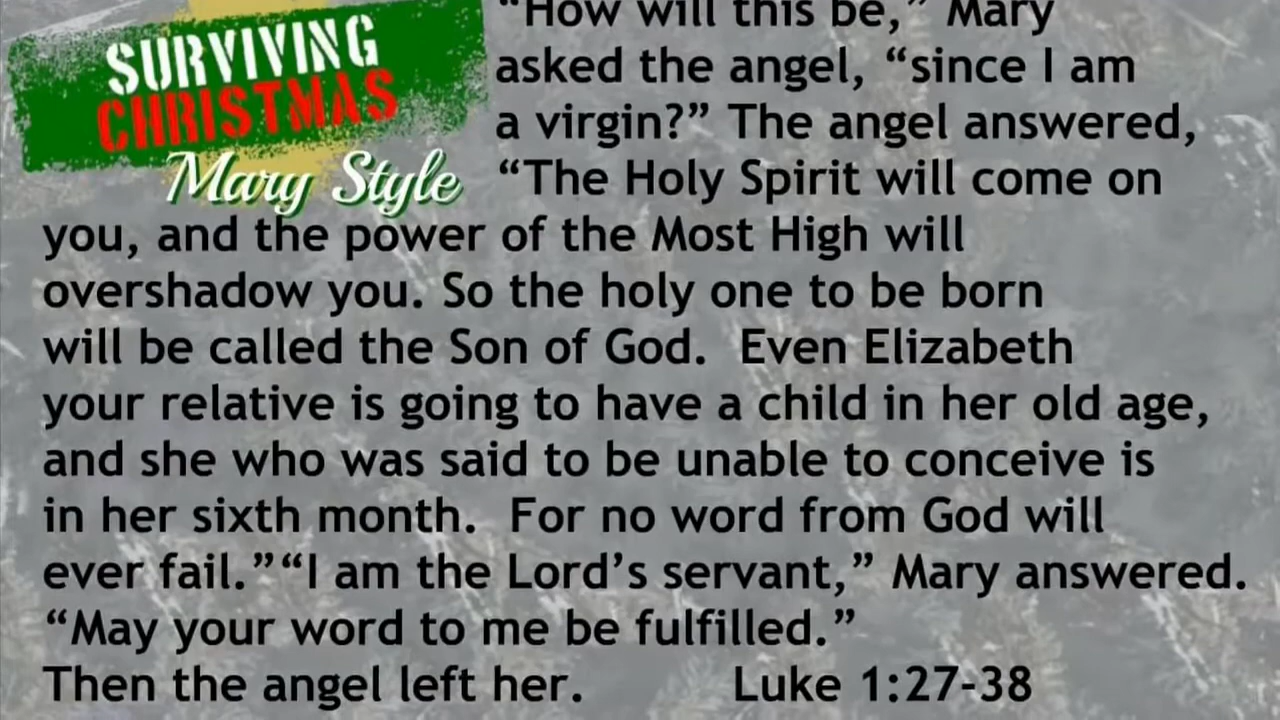 SURVIVING
CHRISTMAS
Mary Style
“How will this be,” Mary
asked the angel, “since I am
a virgin?” The angel answered,
“The Holy Spirit will come on
you, and the power of the Most High will
overshadow you. So the holy one to be born
will be called the Son of God.  Even Elizabeth
your relative is going to have a child in her old age,
and she who was said to be unable to conceive is
in her sixth month.  For no word from God will
ever fail.”“I am the Lord’s servant,” Mary answered.
“May your word to me be fulfilled.”
Then the angel left her. Luke 1:27-38